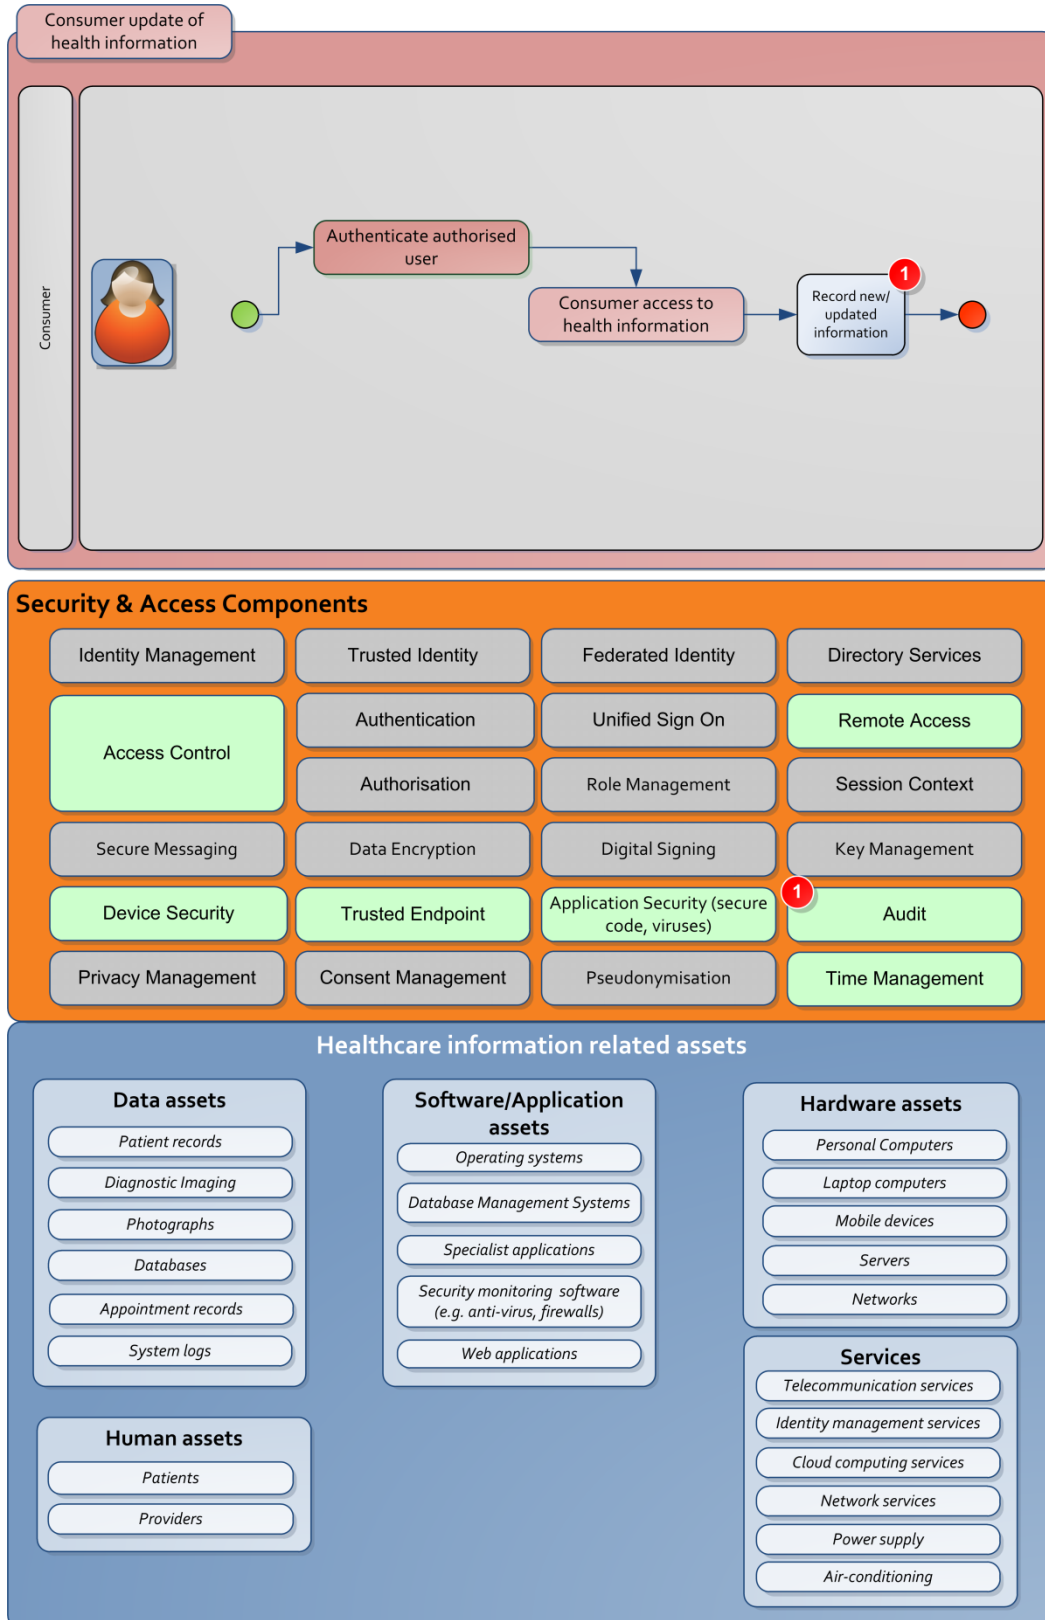 Consumer update of
health information
Consumer
Authenticate authorised
user
Consumer access to
health information
1
Record new/
updated
information
Security & Access Components
Identity Management
Trusted Identity
Federated Identity
Directory Services
Access Control
Authentication
Unified Sign On
Remote Access
Authorisation
Role Management
Session Context
Secure Messaging
Data Encryption
Digital Signing
Key Management
Device Security
Trusted Endpoint
Application Security (secure
code, viruses)
1
Audit
Privacy Management
Consent Management
Pseudonymisation
Time Management
Healthcare information related assets
Data assets
Patient records
Diagnostic Imaging
Photographs
Databases
Appointment records
System logs
Human assets
Patients
Providers
Software/Application
assets
Operating systems
Database Management Systems
Specialist applications
Security monitoring software
(e.g. anti-virus, firewalls)
Web applications
Hardware assets
Personal Computers
Laptop computers
Mobile devices
Servers
Networks
Services
Telecommunication services
Identity management services
Cloud computing services
Network services
Power supply
Air-conditioning